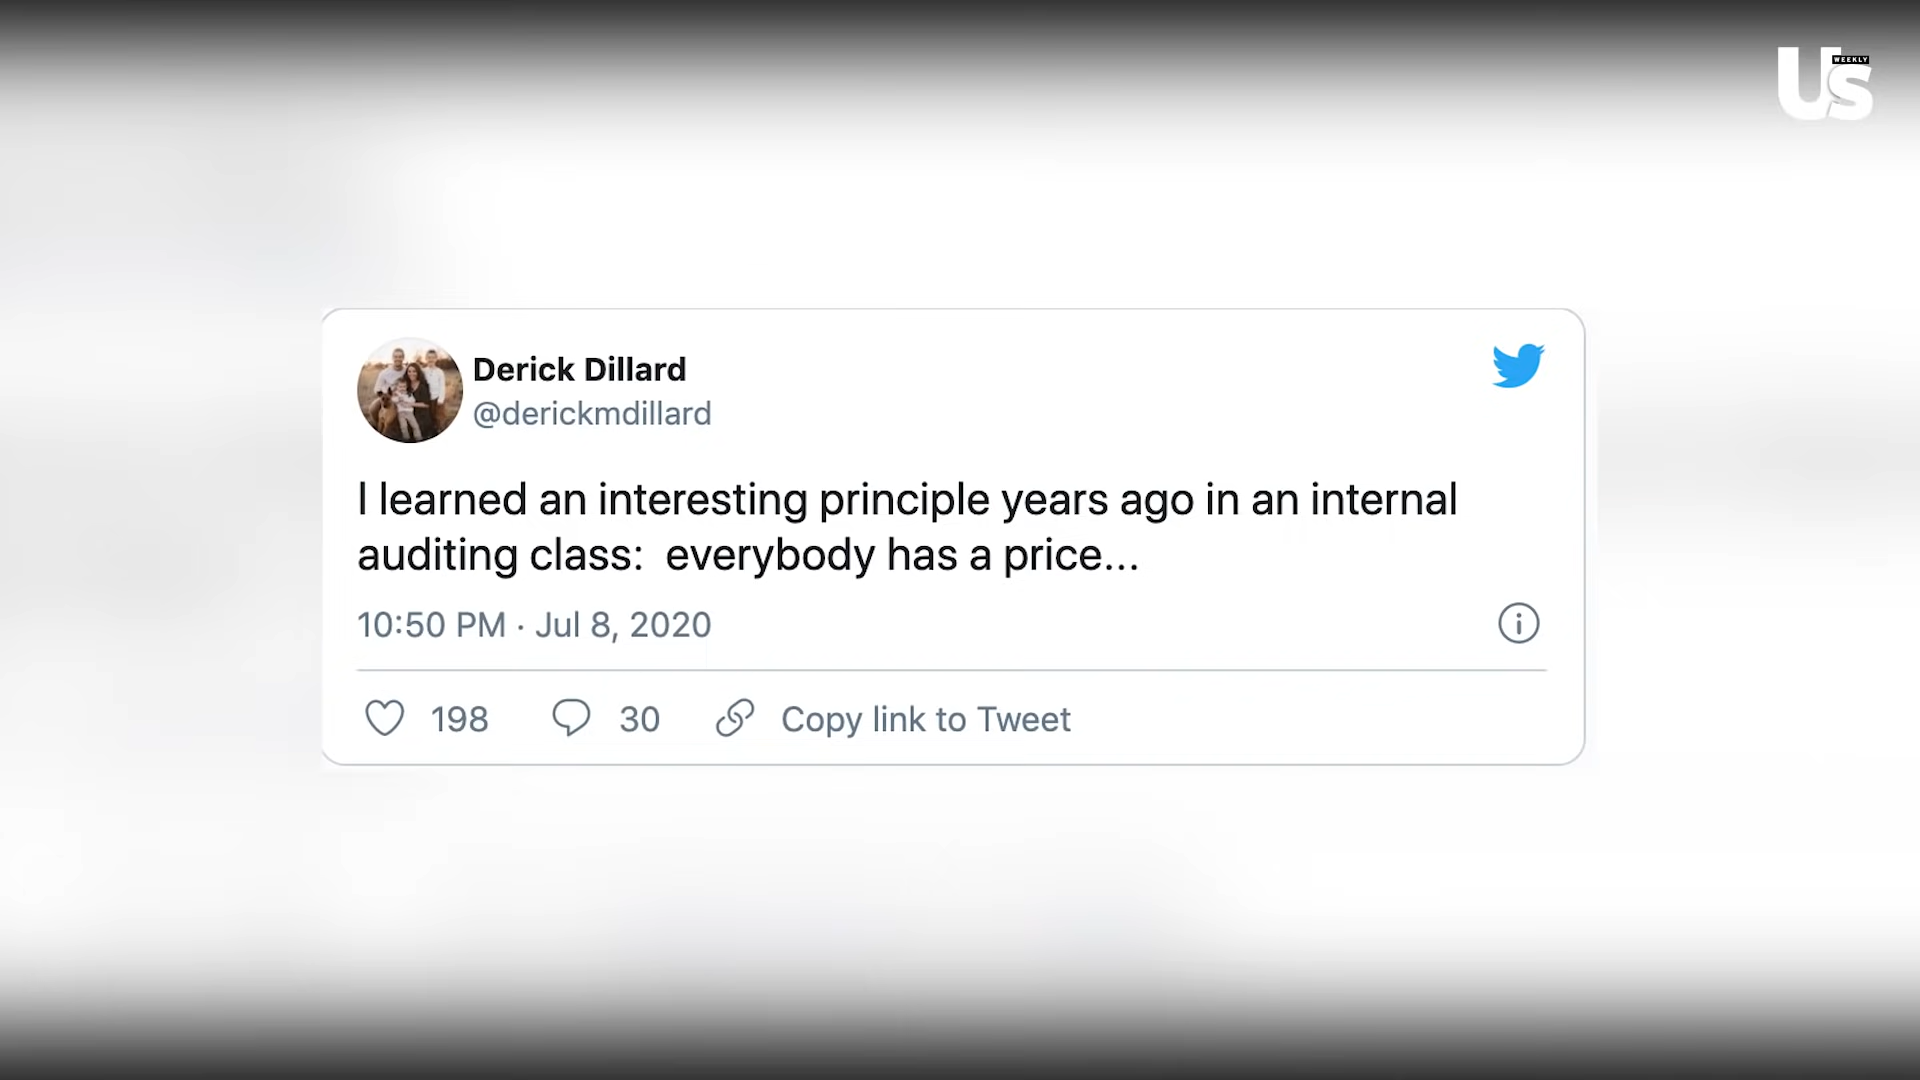 Us
WEEKLY
Derick Dillard
@derickmdillard
I learned an interesting principle years ago in an internal
auditing class:  everybody has a price...
10:50 PM · Jul 8, 2020
198 30 Copy link to Tweet